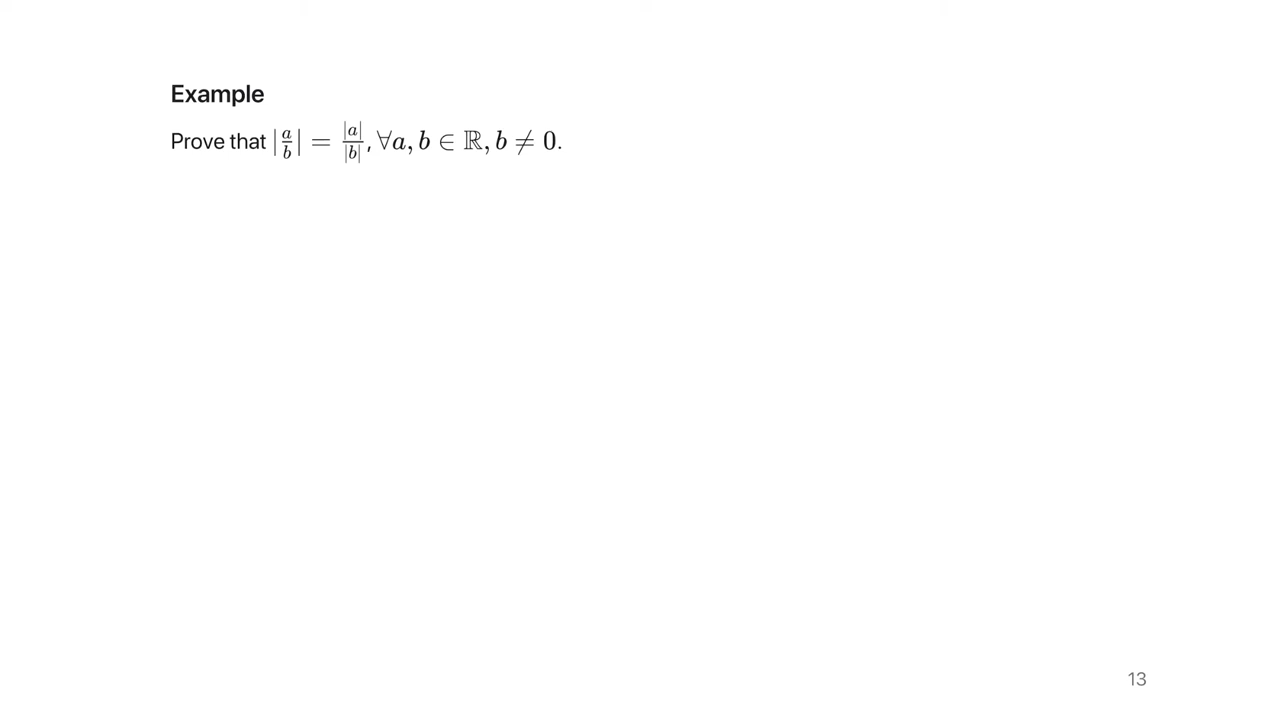 Example
Prove that |a/b| = |a|/|b|, ∀a, b ∈ ℝ, b ≠ 0.
13